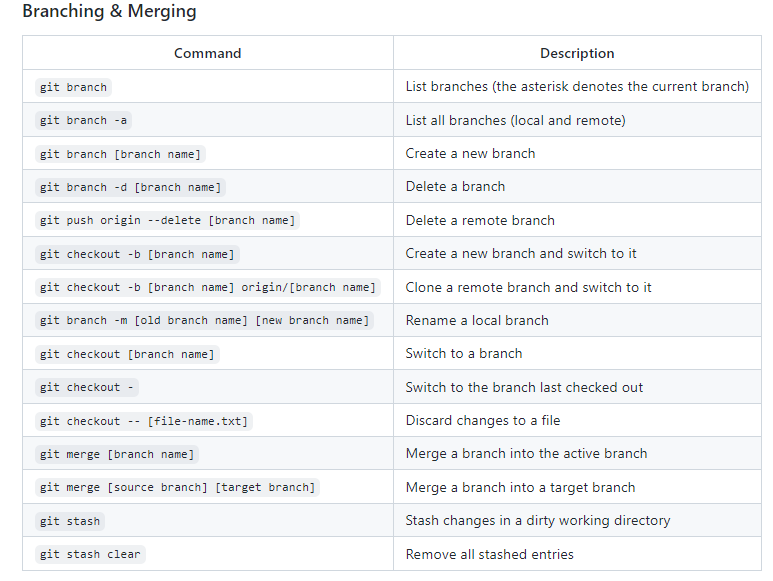 Branching & Merging
Command Description
git branch List branches (the asterisk denotes the current branch)
git branch -a List all branches (local and remote)
git branch [branch name] Create a new branch
git branch -d [branch name] Delete a branch
git push origin --delete [branch name] Delete a remote branch
git checkout -b [branch name] Create a new branch and switch to it
git checkout -b [branch name] origin/[branch name] Clone a remote branch and switch to it
git branch -m [old branch name] [new branch name] Rename a local branch
git checkout [branch name] Switch to a branch
git checkout - Switch to the branch last checked out
git checkout -- [file-name.txt] Discard changes to a file
git merge [branch name] Merge a branch into the active branch
git merge [source branch] [target branch] Merge a branch into a target branch
git stash Stash changes in a dirty working directory
git stash clear Remove all stashed entries